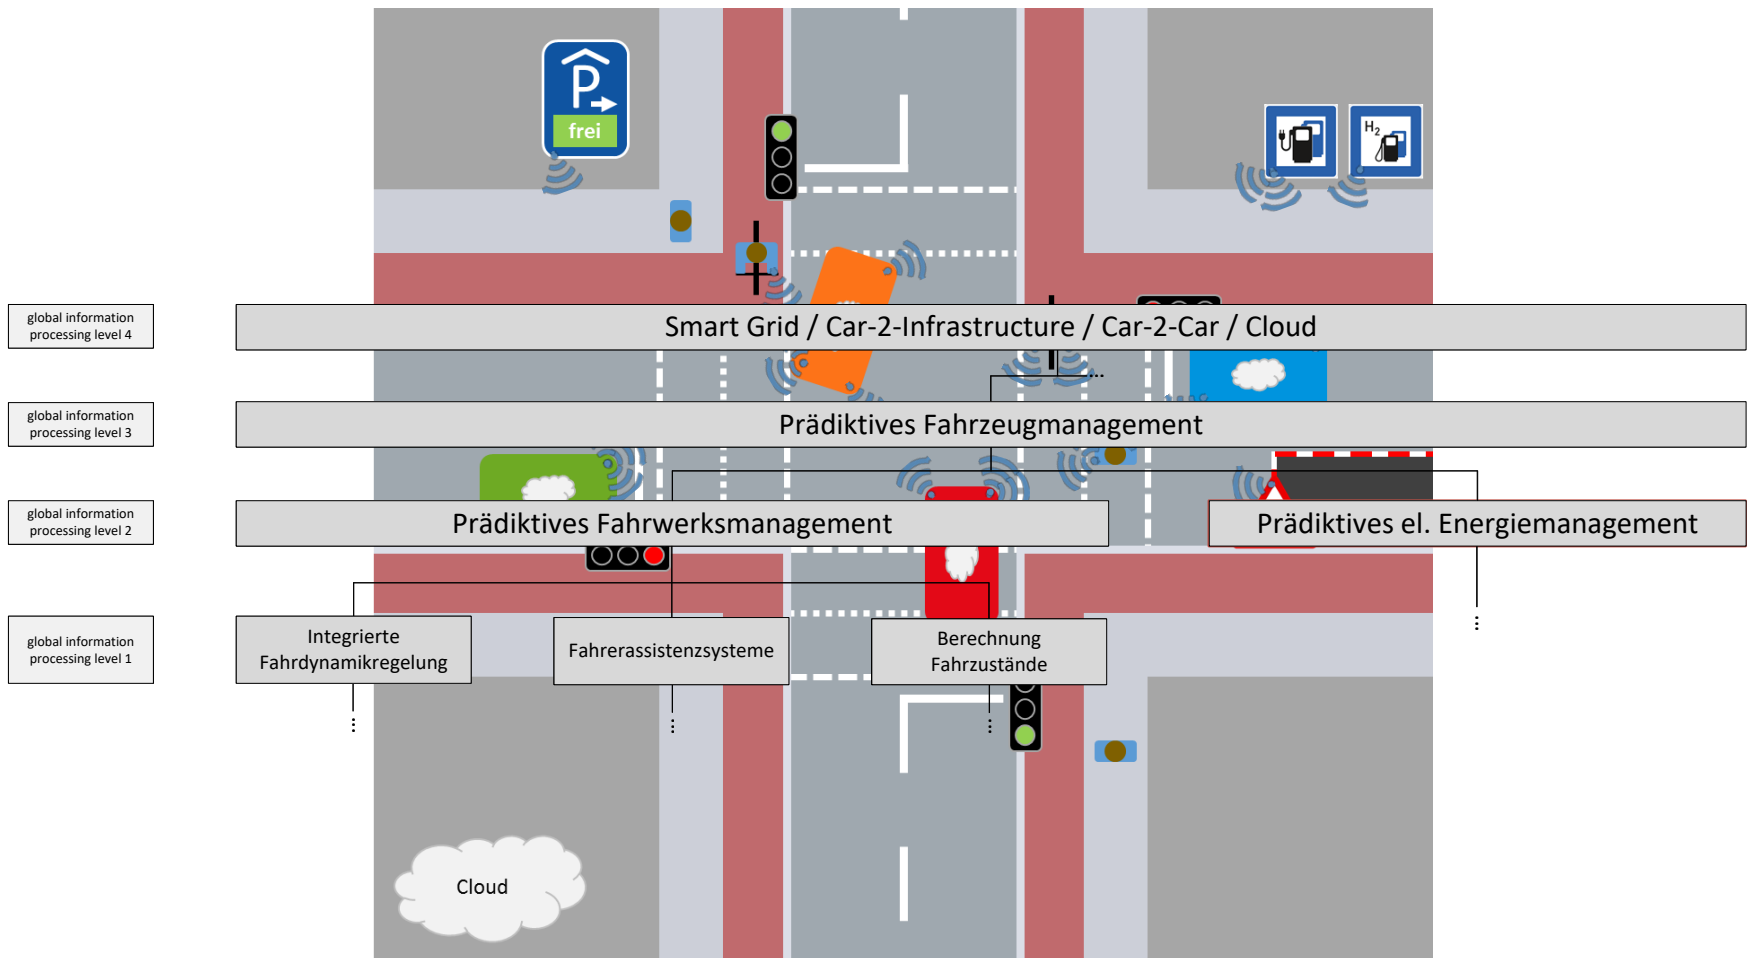 P
frei
H2
global information
processing level 4
Smart Grid / Car-2-Infrastructure / Car-2-Car / Cloud
...
global information
processing level 3
Prädiktives Fahrzeugmanagement
global information
processing level 2
Prädiktives Fahrwerksmanagement
Prädiktives el. Energiemanagement
...
global information
processing level 1
Integrierte
Fahrdynamikregelung
Fahrerassistenzsysteme
Berechnung
Fahrzustände
...
...
...
Cloud